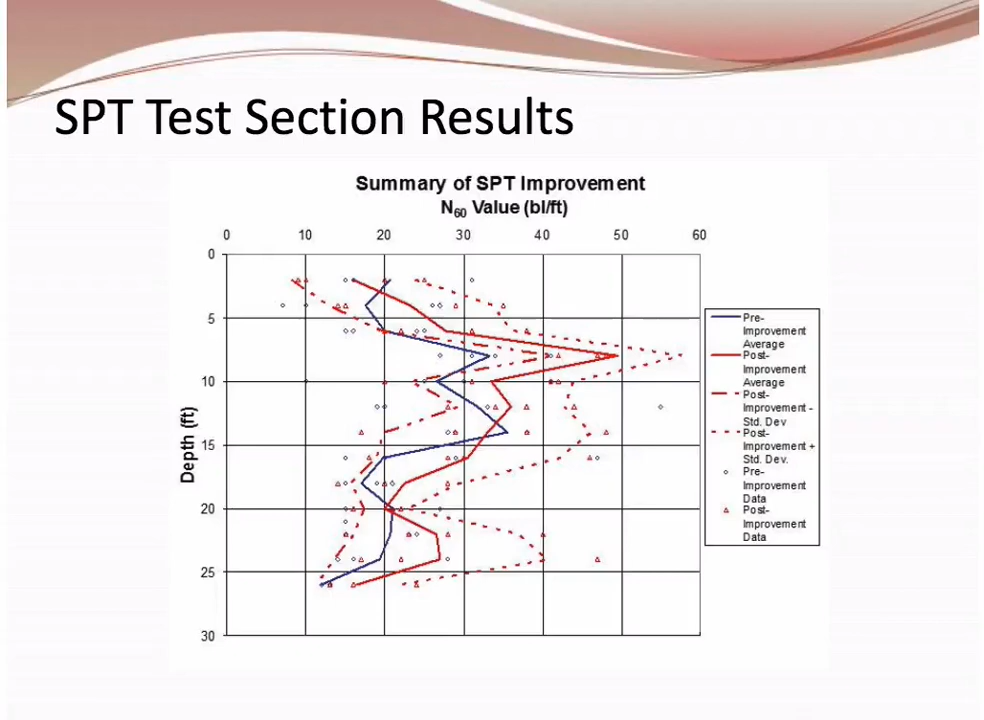 SPT Test Section Results
Summary of SPT Improvement
N60 Value (bl/ft)
0 10 20 30 40 50 60
0
5
10
15
20
25
30
Depth (ft)
Pre-
Improvement
Average
Post-
Improvement
Average
Post-
Improvement -
Std. Dev
Post-
Improvement +
Std. Dev.
Pre-
Improvement
Data
Post-
Improvement
Data